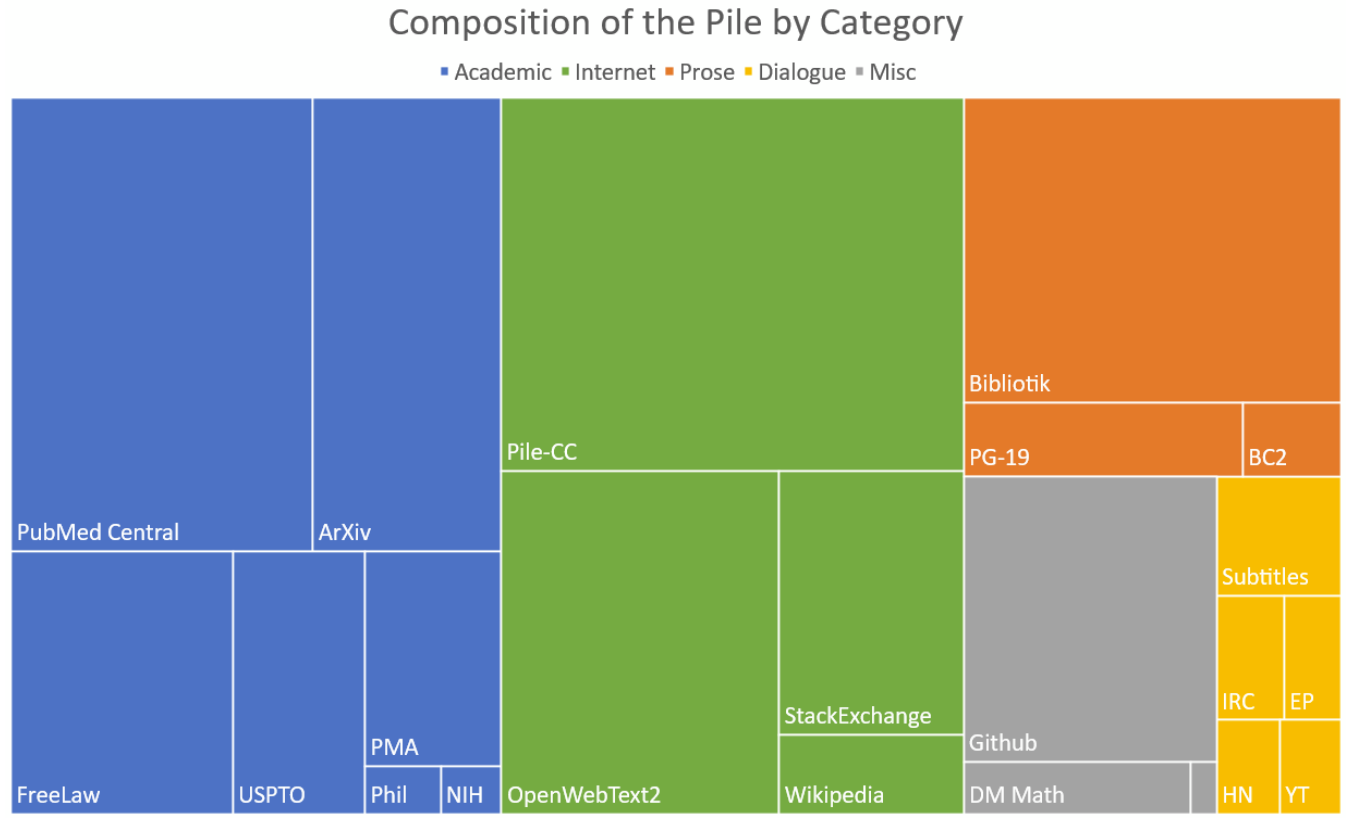 Composition of the Pile by Category
Academic Internet Prose Dialogue Misc
PubMed Central
ArXiv
FreeLaw
USPTO
PMA
Phil
NIH
Pile-CC
OpenWebText2
StackExchange
Wikipedia
Bibliotik
PG-19
BC2
Github
DM Math
Subtitles
IRC
EP
HN
YT